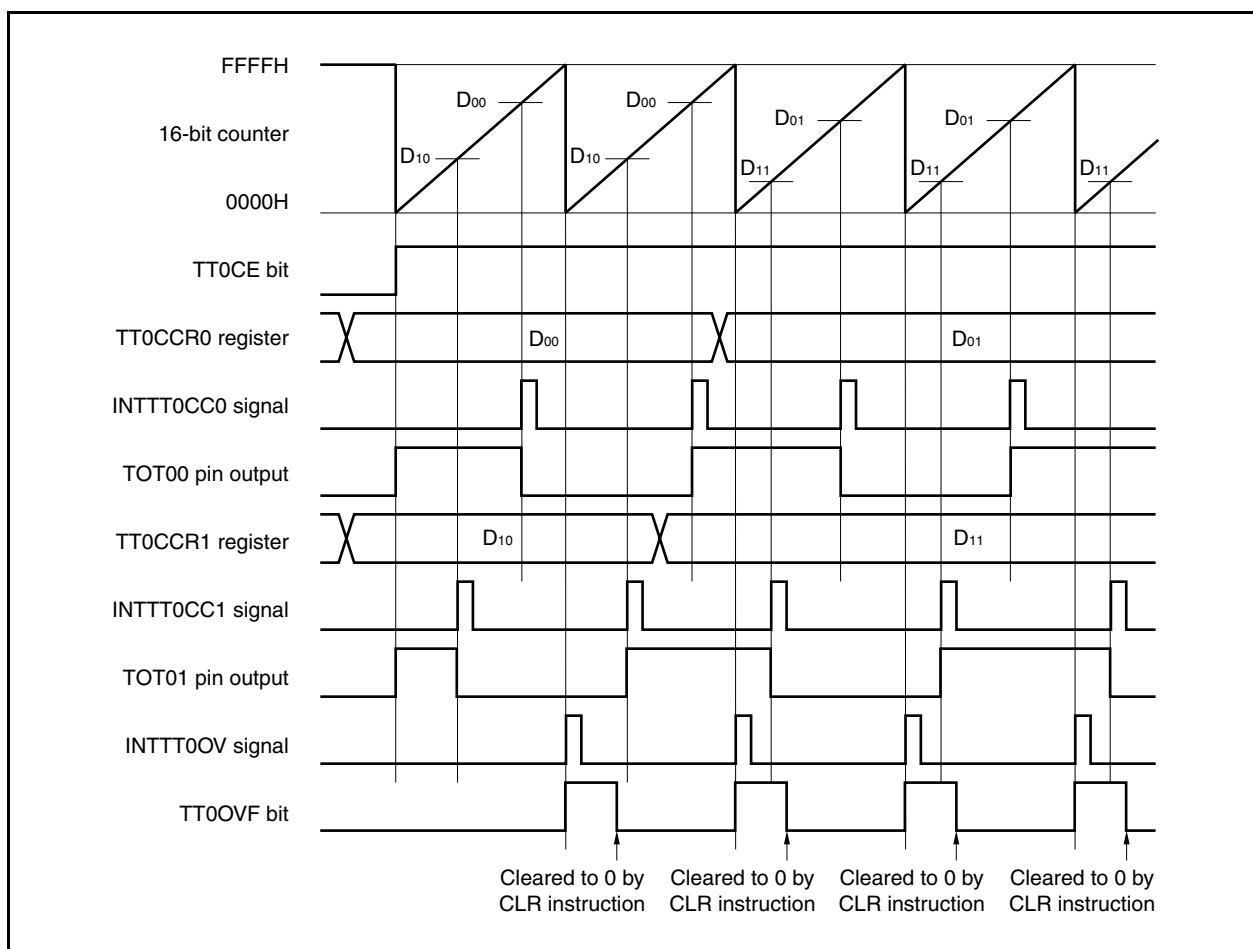 FFFFH
D00
D00
D01
D01
16-bit counter
D10
D10
D11
D11
D11
0000H
TT0CE bit
TT0CCR0 register
D00
D01
INTTT0CC0 signal
TOT00 pin output
TT0CCR1 register
D10
D11
INTTT0CC1 signal
TOT01 pin output
INTTT0OV signal
TT0OVF bit
Cleared to 0 by
CLR instruction
Cleared to 0 by
CLR instruction
Cleared to 0 by
CLR instruction
Cleared to 0 by
CLR instruction